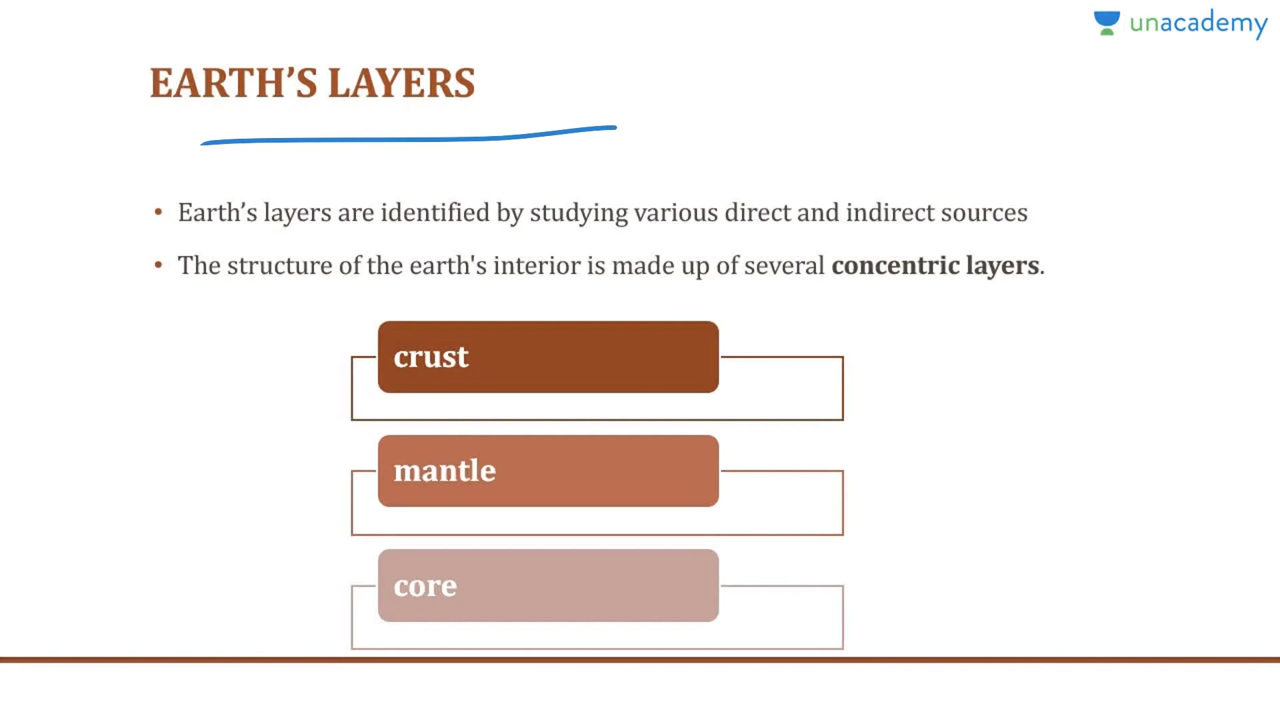 unacademy
EARTH’S LAYERS
• Earth’s layers are identified by studying various direct and indirect sources
• The structure of the earth's interior is made up of several concentric layers.
crust
mantle
core